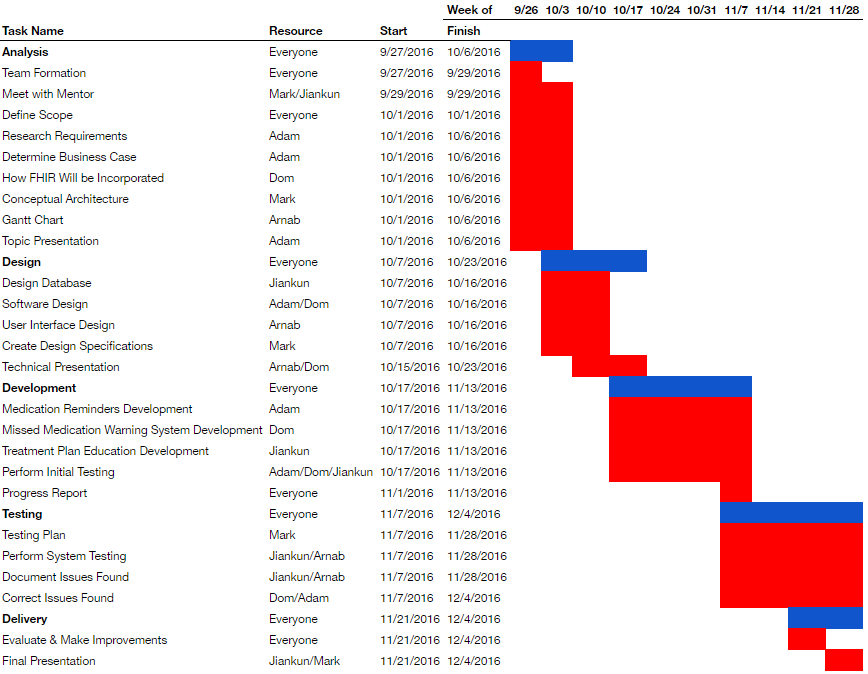 Week of 9/26 10/3 10/10 10/17 10/24 10/31 11/7 11/14 11/21 11/28
Task Name Resource Start Finish
Analysis Everyone 9/27/2016 10/6/2016
Team Formation Everyone 9/27/2016 9/29/2016
Meet with Mentor Mark/Jiankun 9/29/2016 9/29/2016
Define Scope Everyone 10/1/2016 10/1/2016
Research Requirements Adam 10/1/2016 10/6/2016
Determine Business Case Adam 10/1/2016 10/6/2016
How FHIR Will be Incorporated Dom 10/1/2016 10/6/2016
Conceptual Architecture Mark 10/1/2016 10/6/2016
Gantt Chart Arnab 10/1/2016 10/6/2016
Topic Presentation Adam 10/1/2016 10/6/2016
Design Everyone 10/7/2016 10/23/2016
Design Database Jiankun 10/7/2016 10/16/2016
Software Design Adam/Dom 10/7/2016 10/16/2016
User Interface Design Arnab 10/7/2016 10/16/2016
Create Design Specifications Mark 10/7/2016 10/16/2016
Technical Presentation Arnab/Dom 10/15/2016 10/23/2016
Development Everyone 10/17/2016 11/13/2016
Medication Reminders Development Adam 10/17/2016 11/13/2016
Missed Medication Warning System Development Dom 10/17/2016 11/13/2016
Treatment Plan Education Development Jiankun 10/17/2016 11/13/2016
Perform Initial Testing Adam/Dom/Jiankun 10/17/2016 11/13/2016
Progress Report Everyone 11/1/2016 11/13/2016
Testing Everyone 11/7/2016 12/4/2016
Testing Plan Mark 11/7/2016 11/28/2016
Perform System Testing Jiankun/Arnab 11/7/2016 11/28/2016
Document Issues Found Jiankun/Arnab 11/7/2016 11/28/2016
Correct Issues Found Dom/Adam 11/7/2016 12/4/2016
Delivery Everyone 11/21/2016 12/4/2016
Evaluate & Make Improvements Everyone 11/21/2016 12/4/2016
Final Presentation Jiankun/Mark 11/21/2016 12/4/2016